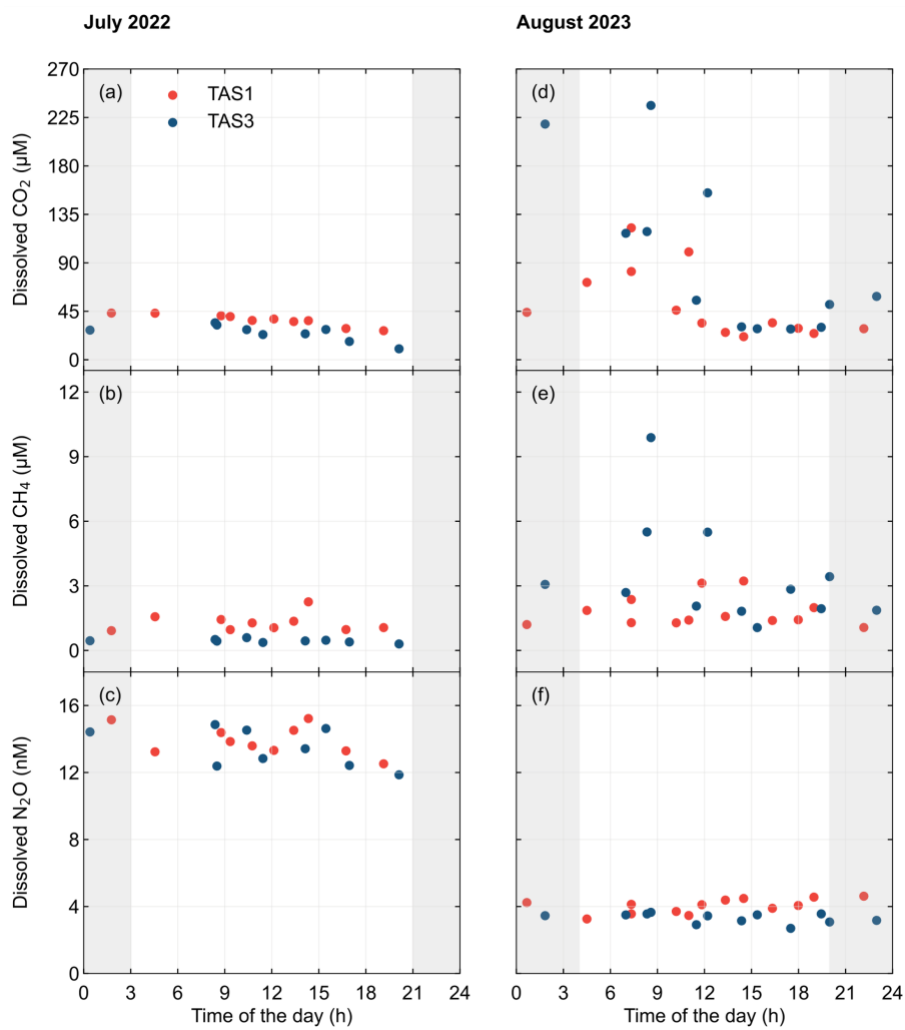 July 2022
August 2023
Dissolved CO₂ (µM)
270
225
180
135
90
45
0
(a)
TAS1
TAS3
(d)
Dissolved CH₄ (µM)
12
9
6
3
0
(b)
(e)
Dissolved N₂O (nM)
16
12
8
4
0
(c)
(f)
0 3 6 9 12 15 18 21 24
0 3 6 9 12 15 18 21 24
Time of the day (h)
Time of the day (h)